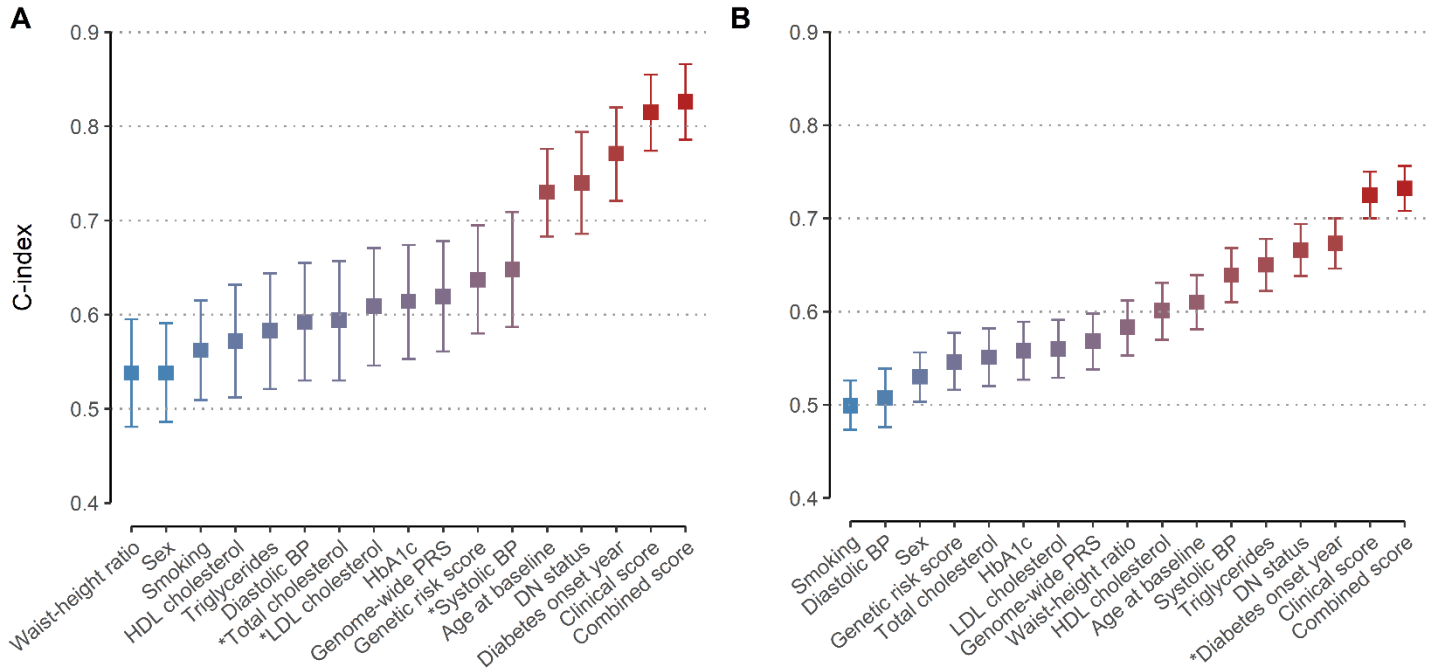 A
C-index
0.9
0.8
0.7
0.6
0.5
0.4
Waist-height ratio
Sex
Smoking
HDL cholesterol
Triglycerides
Diastolic BP
*Total cholesterol
*LDL cholesterol
HbA1c
Genome-wide PRS
Genetic risk score
*Systolic BP
Age at baseline
DN status
Diabetes onset year
Clinical score
Combined score
B
0.9
0.8
0.7
0.6
0.5
0.4
Smoking
Diastolic BP
Sex
Genetic risk score
Total cholesterol
HbA1c
LDL cholesterol
Genome-wide PRS
Waist-height ratio
HDL cholesterol
Age at baseline
Systolic BP
Triglycerides
DN status
*Diabetes onset year
Clinical score
Combined score